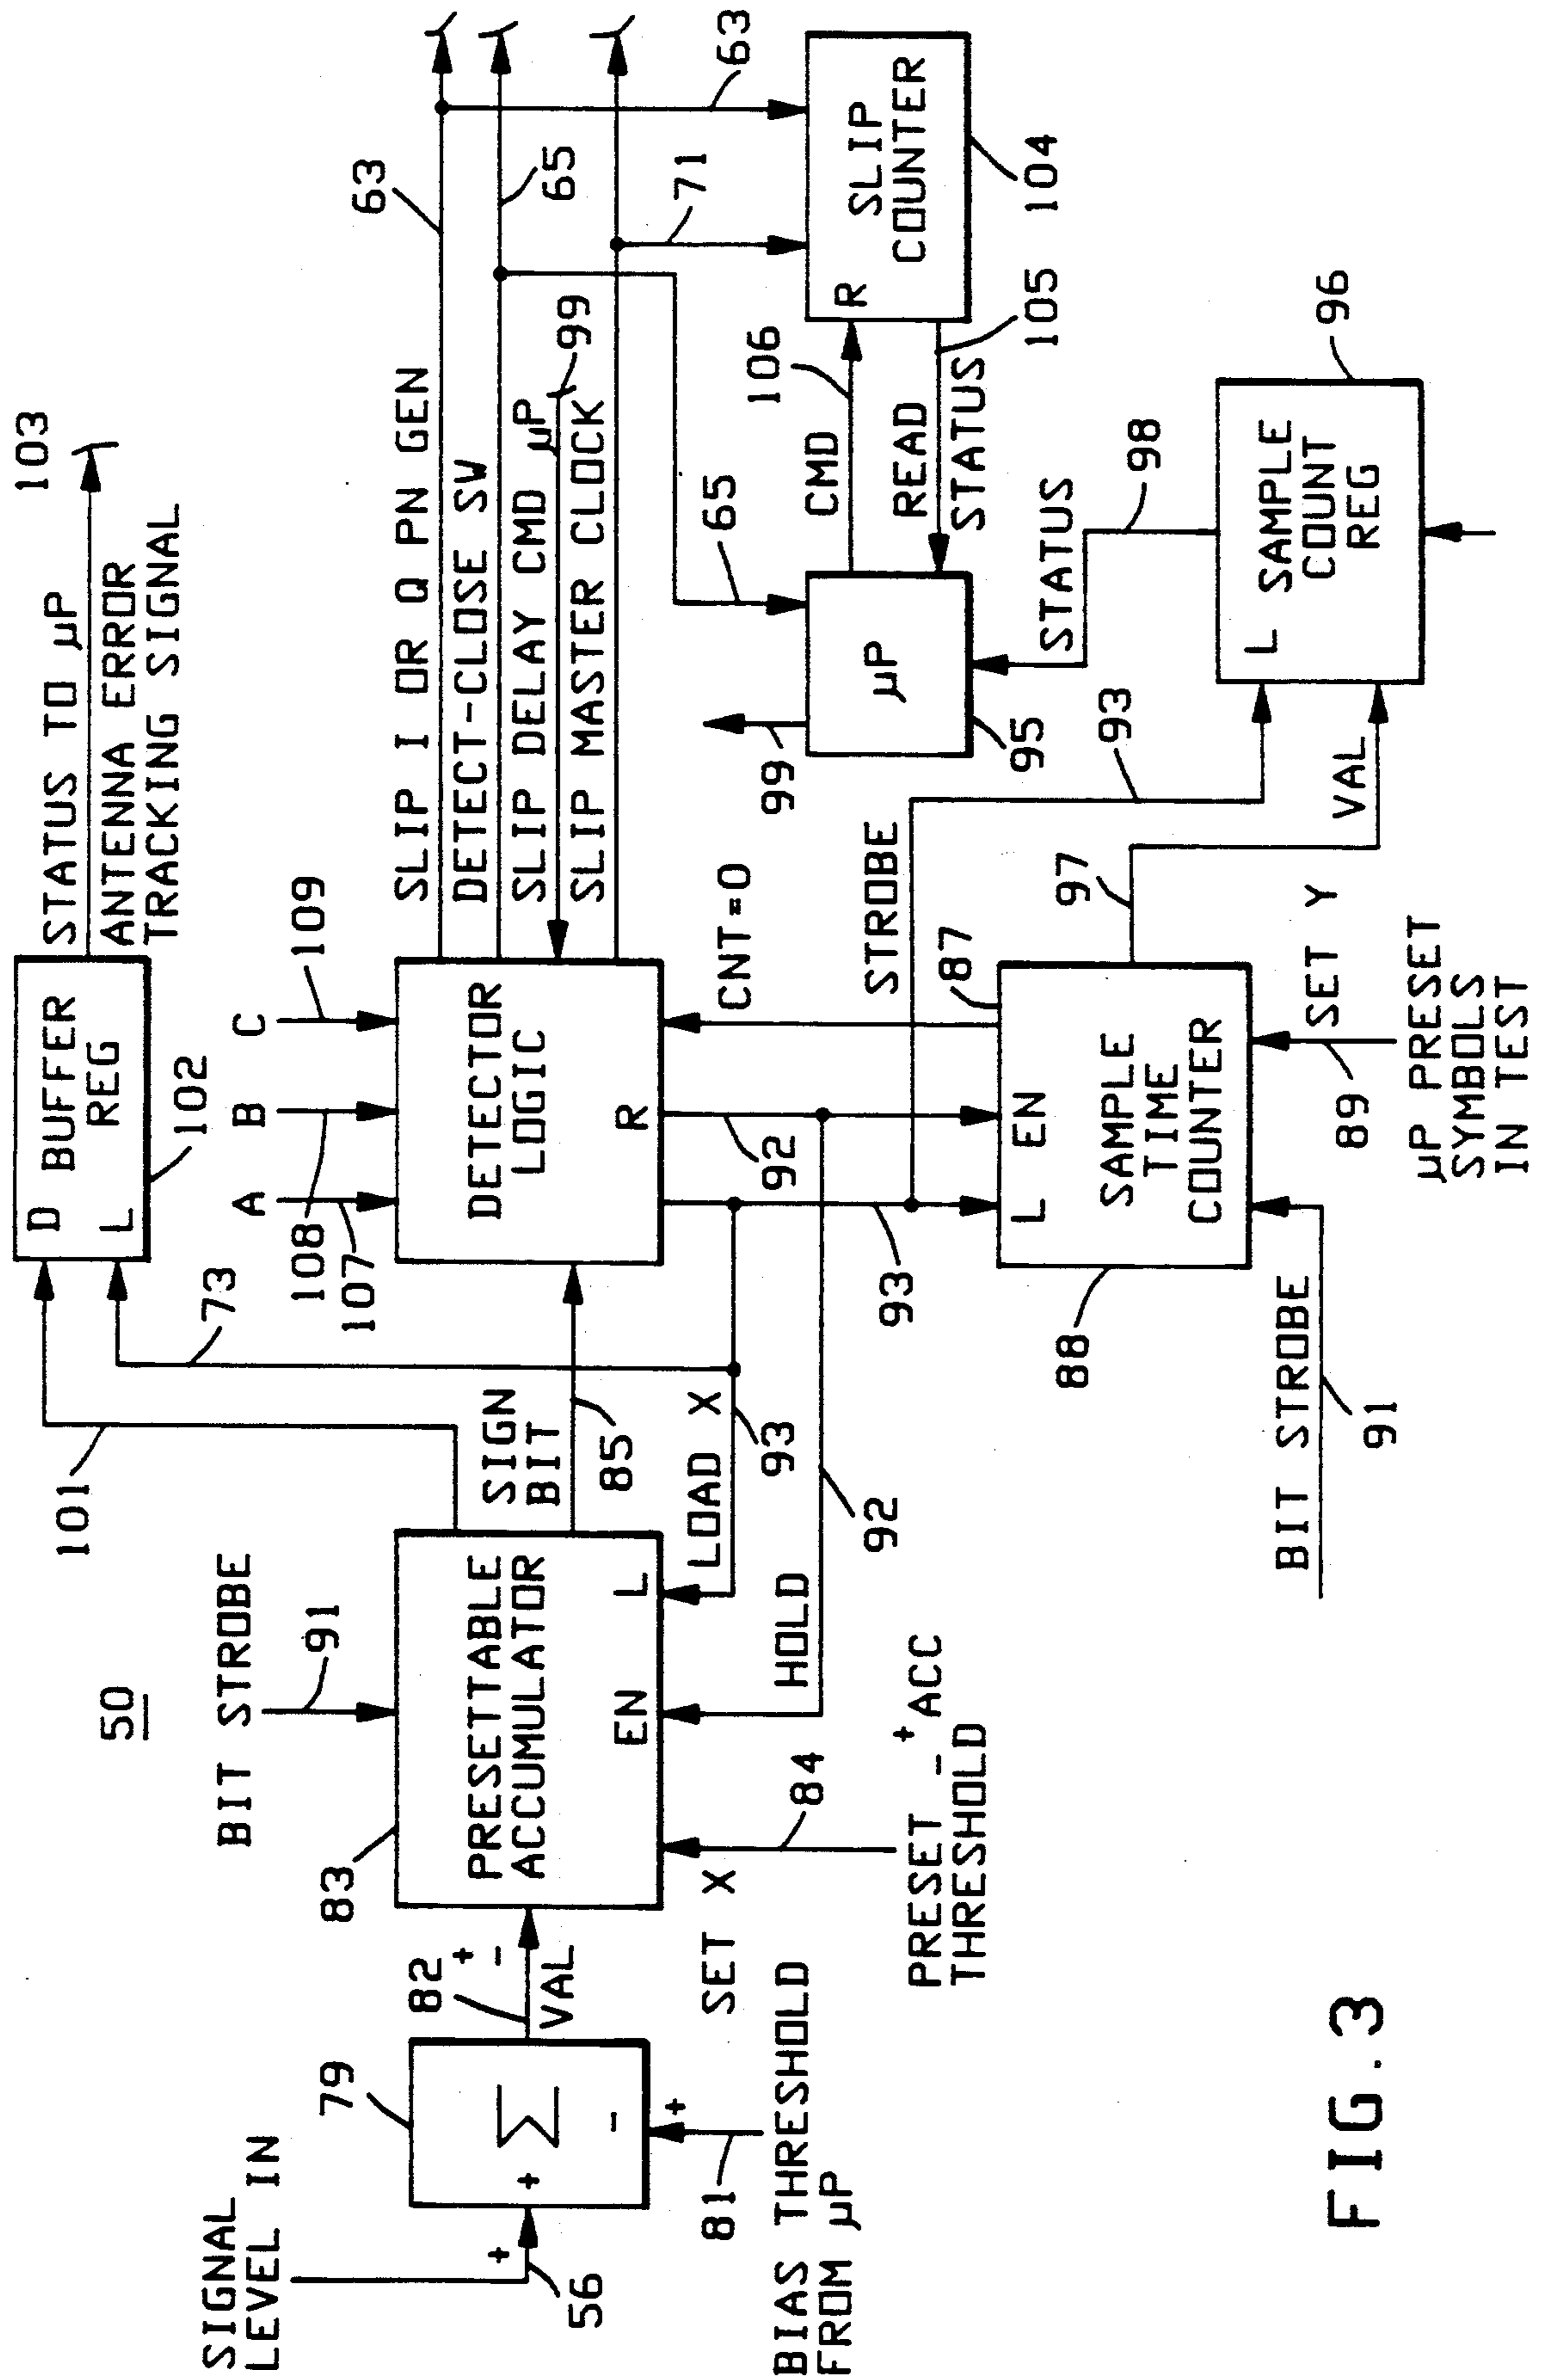 50
SIGNAL
LEVEL IN
+
56
79
+
Σ
-
+
81
BIAS THRESHOLD
FROM µP
82
+
-
VAL
83
BIT STROBE
91
PRESETTABLE
ACCUMULATOR
EN
L
SET X
84
PRESET +- ACC
THRESHOLD
HOLD
92
LOAD X
93
SIGN
BIT
85
101
73
D BUFFER
REG
L
102
STATUS TO µP
103
ANTENNA ERROR
TRACKING SIGNAL
A
B
C
107
108
109
DETECTOR
LOGIC
R
92
93
CNT=0
87
STROBE
93
L
EN
SAMPLE
TIME
COUNTER
88
BIT STROBE
91
89
SET Y
µP PRESET
SYMBOLS
IN TEST
97
VAL
L SAMPLE
COUNT
REG
96
STATUS
98
SLIP I OR Q PN GEN
63
DETECT-CLOSE SW
65
SLIP DELAY CMD µP
99
SLIP MASTER CLOCK
65
µP
95
99
CMD
106
READ
STATUS
105
R
SLIP
COUNTER
104
71
63
FIG.3